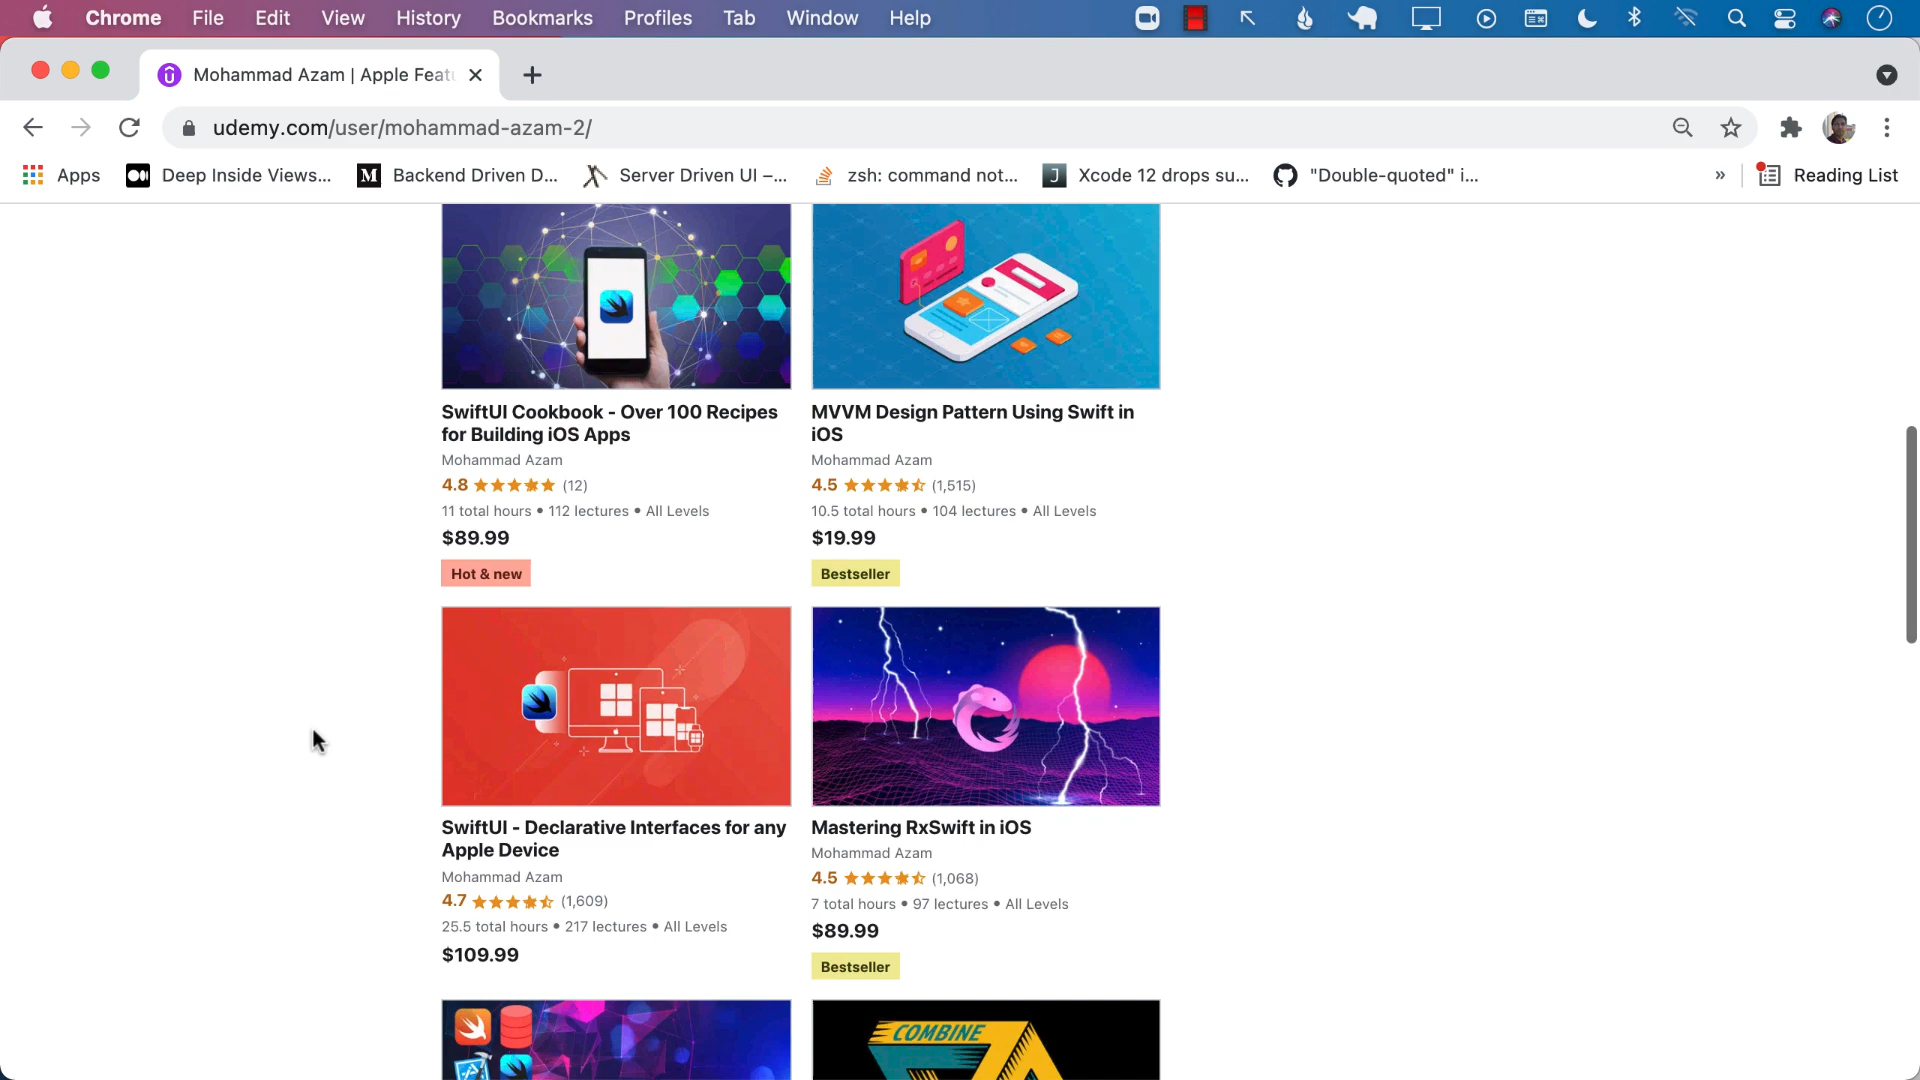 Chrome File Edit View History Bookmarks Profiles Tab Window Help
Mohammad Azam | Apple Feat
udemy.com/user/mohammad-azam-2/
Apps Deep Inside Views... Backend Driven D... Server Driven UI –... zsh: command not... Xcode 12 drops su... "Double-quoted" i... » Reading List
SwiftUI Cookbook - Over 100 Recipes
for Building iOS Apps
Mohammad Azam
4.8 (12)
11 total hours • 112 lectures • All Levels
$89.99
Hot & new
MVVM Design Pattern Using Swift in
iOS
Mohammad Azam
4.5 (1,515)
10.5 total hours • 104 lectures • All Levels
$19.99
Bestseller
SwiftUI - Declarative Interfaces for any
Apple Device
Mohammad Azam
4.7 (1,609)
25.5 total hours • 217 lectures • All Levels
$109.99
Mastering RxSwift in iOS
Mohammad Azam
4.5 (1,068)
7 total hours • 97 lectures • All Levels
$89.99
Bestseller
COMBINE